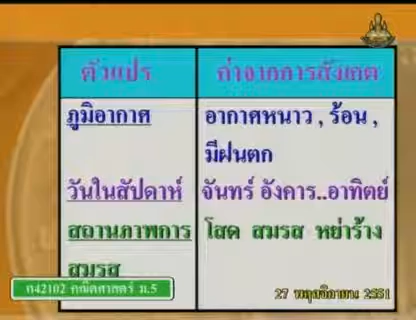 ตัวแปร ค่าจากการสังเกต
ภูมิอากาศ อากาศหนาว , ร้อน ,
มีฝนตก
วันในสัปดาห์ จันทร์ อังคาร..อาทิตย์
สถานภาพการ โสด สมรส หย่าร้าง
สมรส
ค42102 คณิตศาสตร์ ม.5
27 พฤศจิกายน 2551